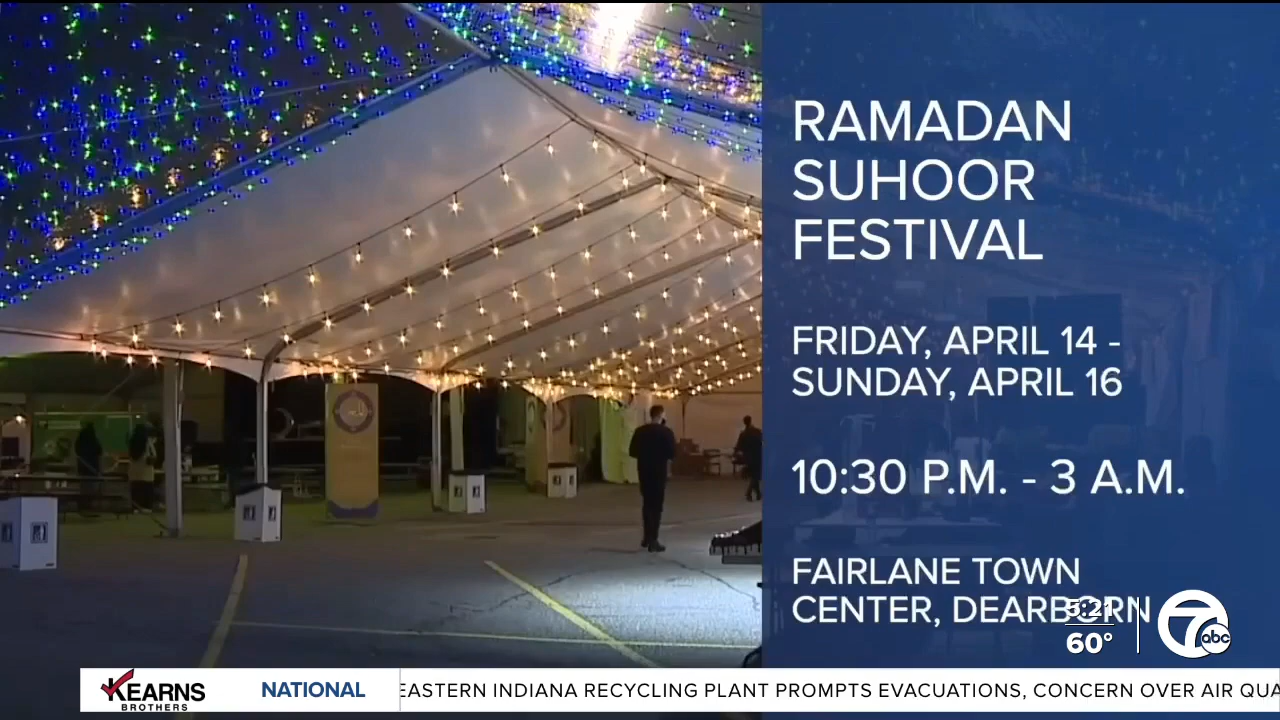 RAMADAN
SUHOOR
FESTIVAL
FRIDAY, APRIL 14 -
SUNDAY, APRIL 16
10:30 P.M. - 3 A.M.
FAIRLANE TOWN
CENTER, DEARBORN
5:21
60°
7 abc
KEARNS
BROTHERS
NATIONAL
EASTERN INDIANA RECYCLING PLANT PROMPTS EVACUATIONS, CONCERN OVER AIR QUA